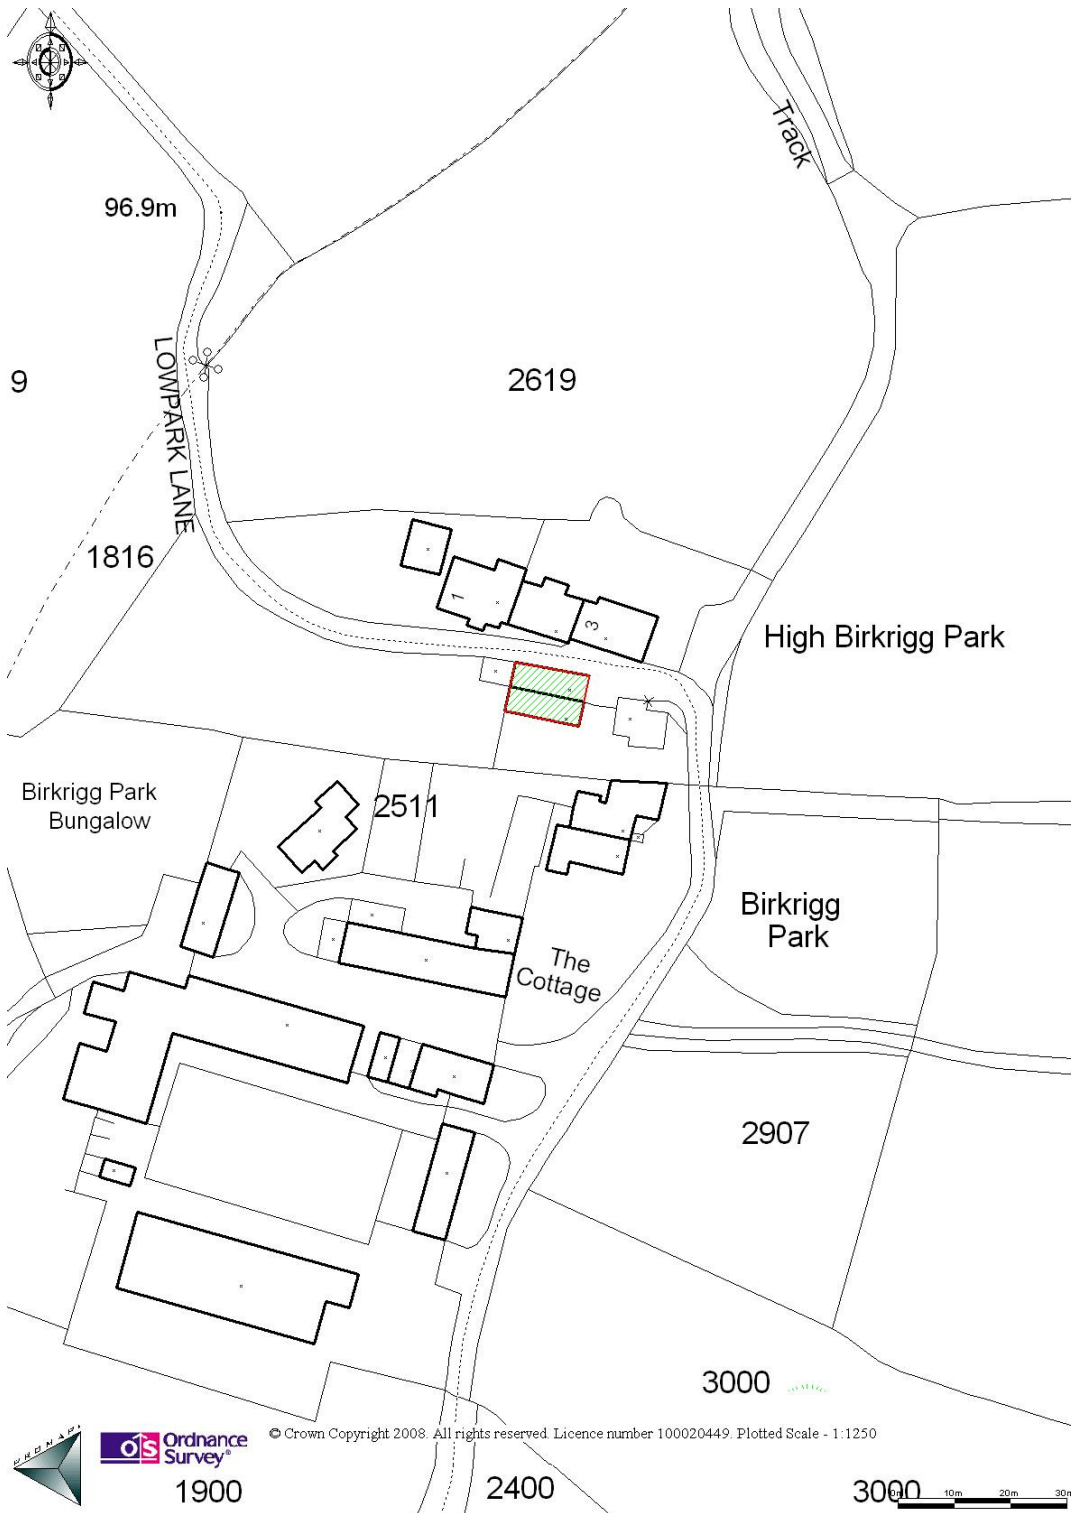 Track
96.9m
LOWPARK LANE
9
2619
1816
1
3
High Birkrigg Park
Birkrigg Park
Bungalow
2511
Birkrigg
Park
The
Cottage
2907
3000
PROMAP
OS Ordnance
Survey®
© Crown Copyright 2008. All rights reserved. Licence number 100020449. Plotted Scale - 1:1250
1900
2400
3000
0m 10m 20m 30m